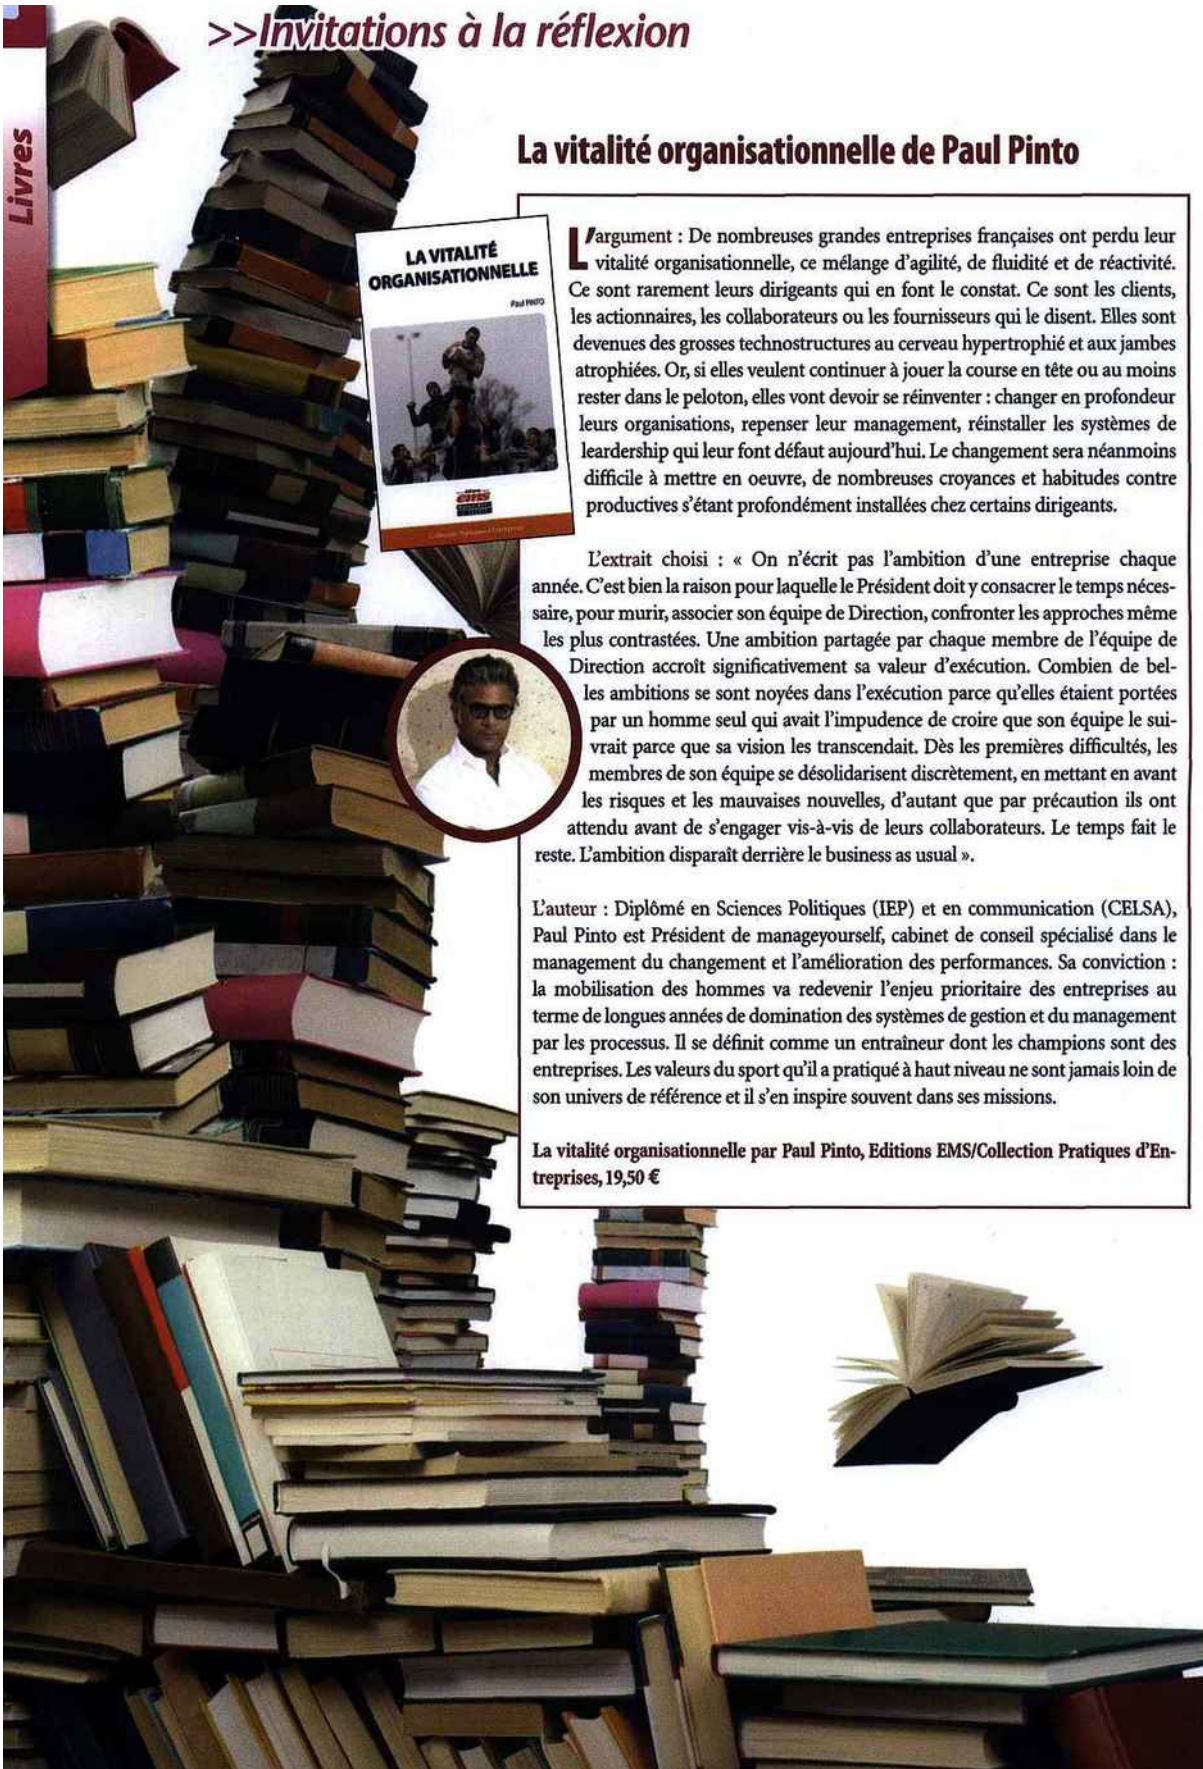 >>Invitations à la réflexion
Livres
La vitalité organisationnelle de Paul Pinto
LA VITALITÉ
ORGANISATIONNELLE
Paul PINTO
ems
L'argument : De nombreuses grandes entreprises françaises ont perdu leur
vitalité organisationnelle, ce mélange d'agilité, de fluidité et de réactivité.
Ce sont rarement leurs dirigeants qui en font le constat. Ce sont les clients,
les actionnaires, les collaborateurs ou les fournisseurs qui le disent. Elles sont
devenues des grosses technostructures au cerveau hypertrophié et aux jambes
atrophiées. Or, si elles veulent continuer à jouer la course en tête ou au moins
rester dans le peloton, elles vont devoir se réinventer : changer en profondeur
leurs organisations, repenser leur management, réinstaller les systèmes de
leardership qui leur font défaut aujourd'hui. Le changement sera néanmoins
difficile à mettre en oeuvre, de nombreuses croyances et habitudes contre
productives s'étant profondément installées chez certains dirigeants.
L'extrait choisi : « On n'écrit pas l'ambition d'une entreprise chaque
année. C'est bien la raison pour laquelle le Président doit y consacrer le temps néces-
saire, pour murir, associer son équipe de Direction, confronter les approches même
les plus contrastées. Une ambition partagée par chaque membre de l'équipe de
Direction accroît significativement sa valeur d'exécution. Combien de bel-
les ambitions se sont noyées dans l'exécution parce qu'elles étaient portées
par un homme seul qui avait l'impudence de croire que son équipe le sui-
vrait parce que sa vision les transcendait. Dès les premières difficultés, les
membres de son équipe se désolidarisent discrètement, en mettant en avant
les risques et les mauvaises nouvelles, d'autant que par précaution ils ont
attendu avant de s'engager vis-à-vis de leurs collaborateurs. Le temps fait le
reste. L'ambition disparaît derrière le business as usual ».
L'auteur : Diplômé en Sciences Politiques (IEP) et en communication (CELSA),
Paul Pinto est Président de manageyourself, cabinet de conseil spécialisé dans le
management du changement et l'amélioration des performances. Sa conviction :
la mobilisation des hommes va redevenir l'enjeu prioritaire des entreprises au
terme de longues années de domination des systèmes de gestion et du management
par les processus. Il se définit comme un entraîneur dont les champions sont des
entreprises. Les valeurs du sport qu'il a pratiqué à haut niveau ne sont jamais loin de
son univers de référence et il s'en inspire souvent dans ses missions.
La vitalité organisationnelle par Paul Pinto, Editions EMS/Collection Pratiques d'En-
treprises, 19,50 €